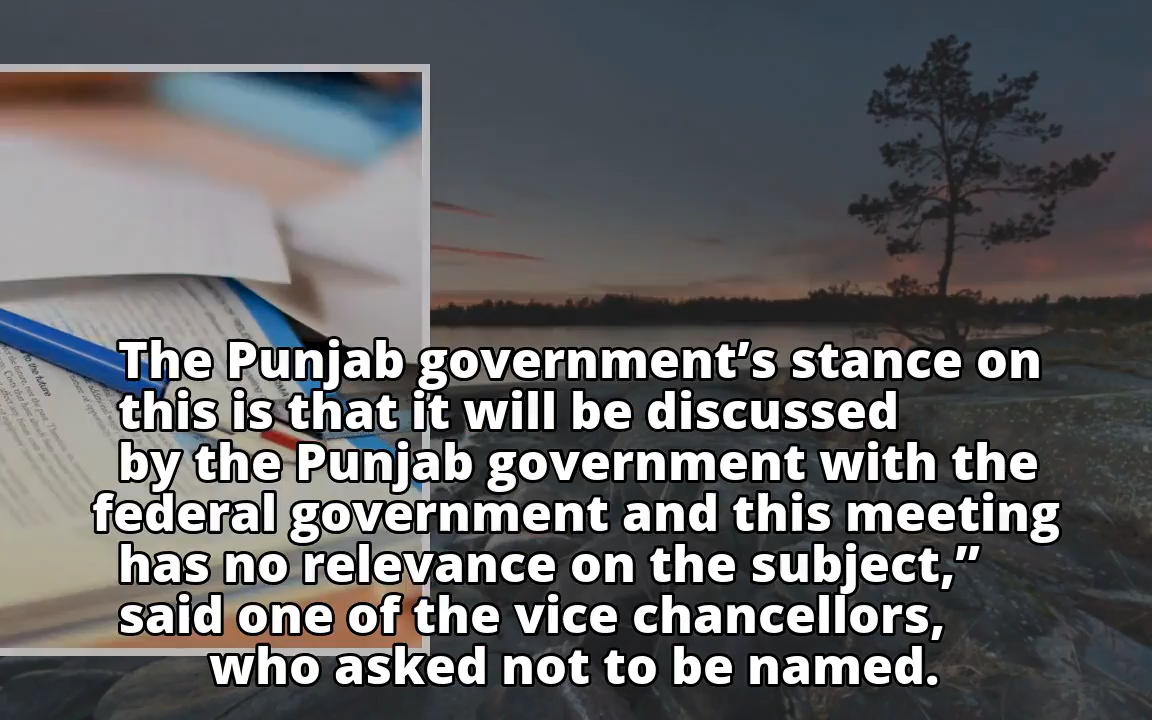 The Punjab government’s stance on
this is that it will be discussed
by the Punjab government with the
federal government and this meeting
has no relevance on the subject,”
said one of the vice chancellors,
who asked not to be named.